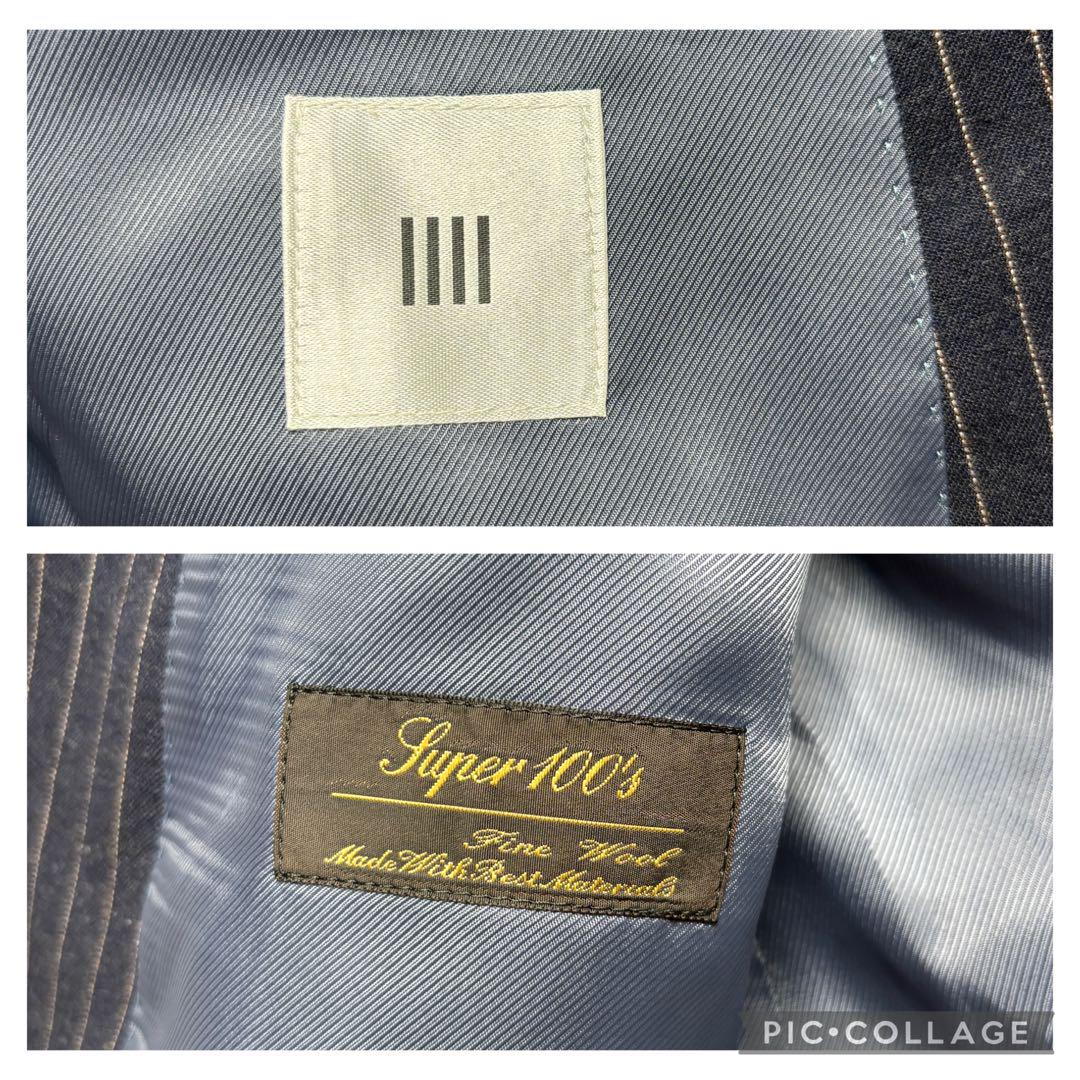 Super 100's
Fine Wool
Made With Best Materials
PIC•COLLAGE